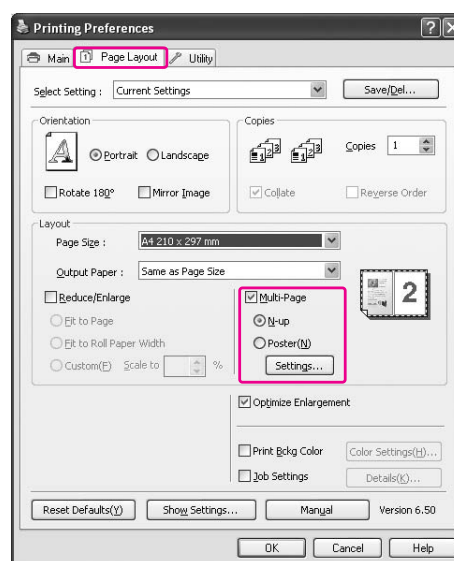 Printing Preferences
Main Page Layout Utility
Select Setting : Current Settings Save/Del...
Orientation
Portrait Landscape
Rotate 180° Mirror Image
Copies
Copies 1
Collate Reverse Order
Layout
Page Size : A4 210 x 297 mm
Output Paper : Same as Page Size
Reduce/Enlarge
Fit to Page
Fit to Roll Paper Width
Custom(F) Scale to %
Multi-Page
N-up
Poster(N)
Settings...
2
Optimize Enlargement
Print Bckg Color Color Settings(H)...
Job Settings Details(K)...
Reset Defaults(Y) Show Settings... Manual Version 6.50
OK Cancel Help